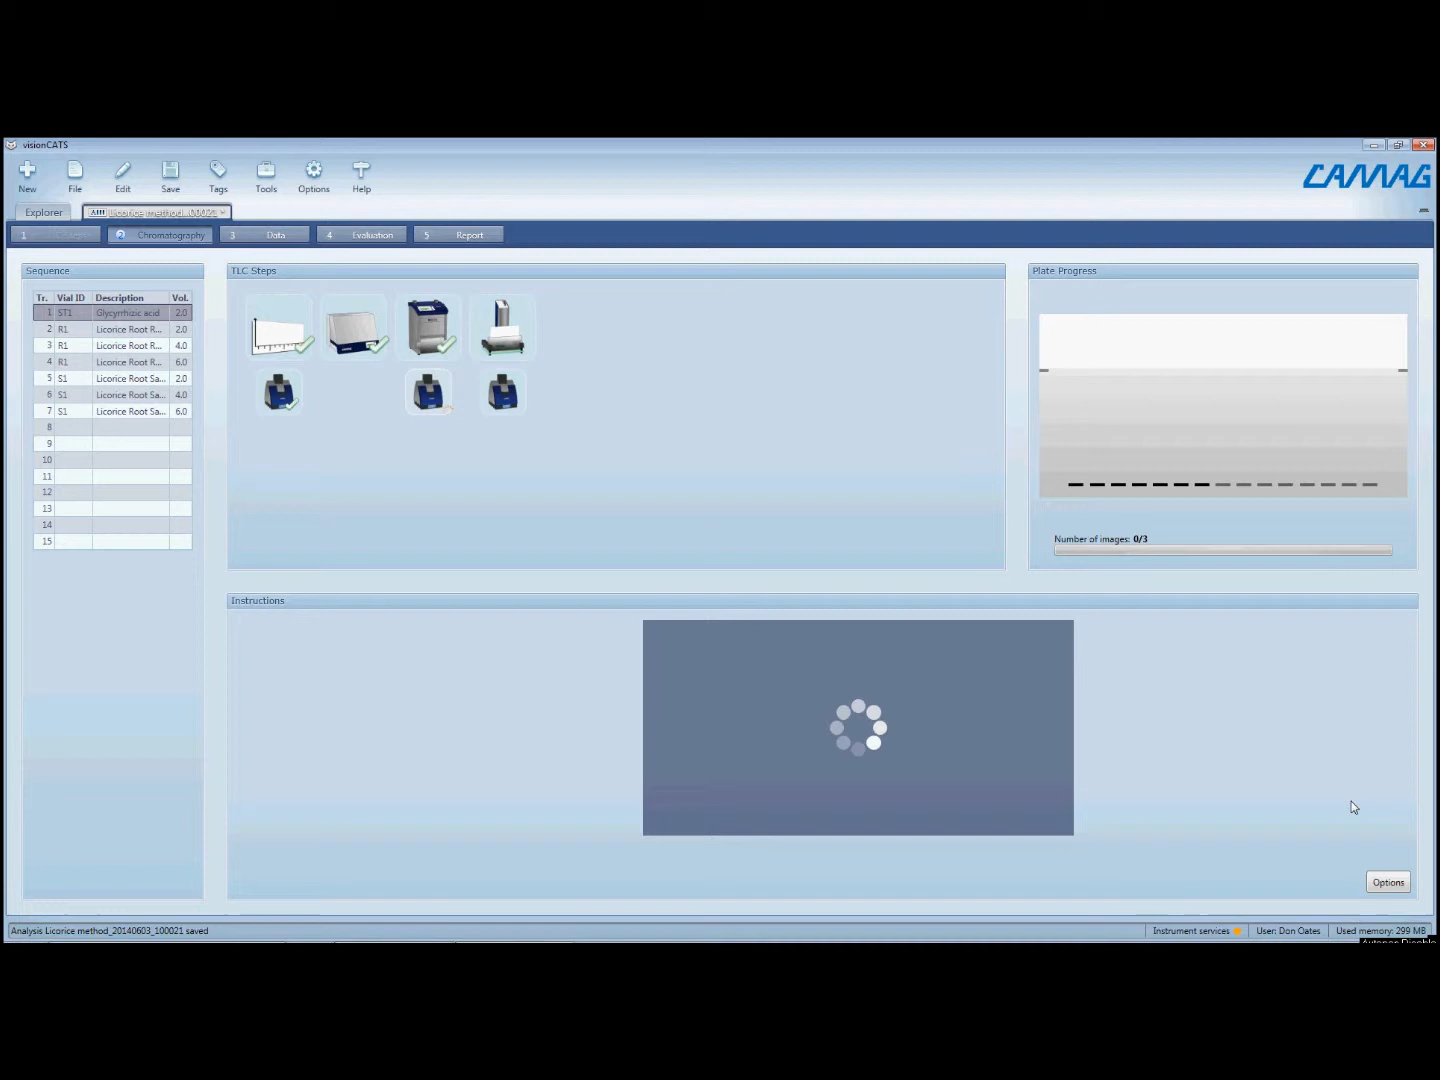 visionCATS
New File Edit Save Tags Tools Options Help
CAMAG
Explorer Licorice method...00021
1
2 Chromatography 3 Data 4 Evaluation 5 Report
Sequence
Tr. Vial ID Description Vol.
1 ST1 Glycyrrhizic acid 2.0
2 R1 Licorice Root R... 2.0
3 R1 Licorice Root R... 4.0
4 R1 Licorice Root R... 6.0
5 S1 Licorice Root Sa... 2.0
6 S1 Licorice Root Sa... 4.0
7 S1 Licorice Root Sa... 6.0
8
9
10
11
12
13
14
15
TLC Steps
Plate Progress
Number of images: 0/3
Instructions
Options
Analysis Licorice method_20140603_100021 saved
Instrument services User: Don Oates Used memory: 299 MB